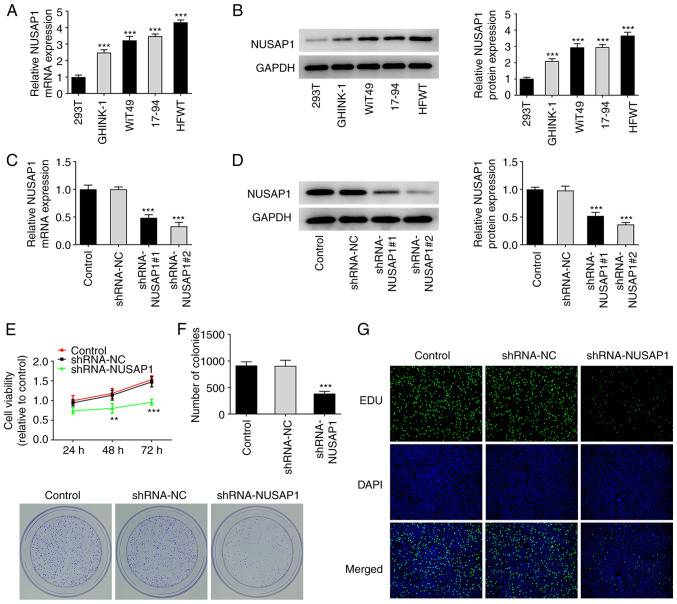 A
Relative NUSAP1
mRNA expression
5
4
3
2
1
0
***
***
***
***
293T
GHINK-1
WiT49
17-94
HFWT
B
NUSAP1
GAPDH
293T
GHINK-1
WiT49
17-94
HFWT
Relative NUSAP1
protein expression
5
4
3
2
1
0
***
***
***
***
293T
GHINK-1
WiT49
17-94
HFWT
C
Relative NUSAP1
mRNA expression
1.5
1.0
0.5
0.0
***
***
Control
shRNA-NC
shRNA-
NUSAP1#1
shRNA-
NUSAP1#2
D
NUSAP1
GAPDH
Control
shRNA-NC
shRNA-
NUSAP1#1
shRNA-
NUSAP1#2
Relative NUSAP1
protein expression
1.5
1.0
0.5
0.0
***
***
Control
shRNA-NC
shRNA-
NUSAP1#1
shRNA-
NUSAP1#2
E
Control
shRNA-NC
shRNA-NUSAP1
Cell viability
(relative to control)
2.0
1.5
1.0
0.5
0.0
**
***
24 h
48 h
72 h
F
Number of colonies
1500
1000
500
0
***
Control
shRNA-NC
shRNA-
NUSAP1
Control
shRNA-NC
shRNA-NUSAP1
G
Control
shRNA-NC
shRNA-NUSAP1
EDU
DAPI
Merged